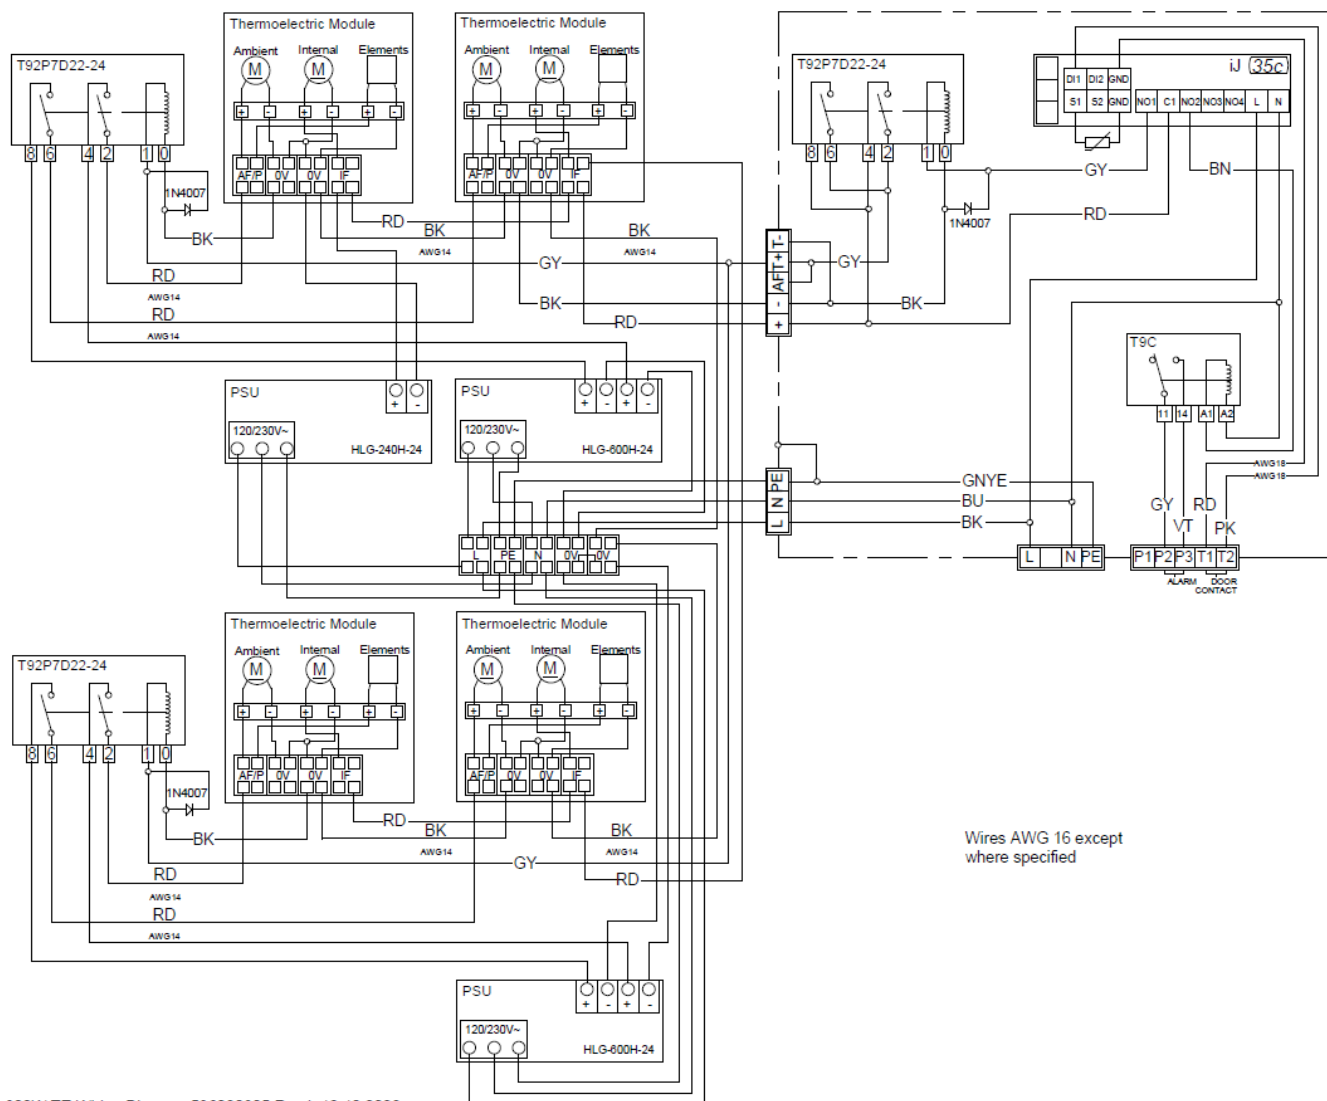 Thermoelectric Module
Ambient Internal Elements
M M
+ - + - + -
AF/P 0V 0V IF
Thermoelectric Module
Ambient Internal Elements
M M
+ - + - + -
AF/P 0V 0V IF
T92P7D22-24
8 6 4 2 1 0
1N4007
BK
RD
AWG14
RD
AWG14
RD
BK
AWG14
BK
AWG14
GY
BK
RD
T92P7D22-24
8 6 4 2 1 0
1N4007
GY
BK
GY
RD
BN
iJ 35c
DI1 DI2 GND
S1 S2 GND NO1 C1 NO2 NO3 NO4 L N
T-
T+
AF
-
+
PSU
+ -
120/230V~
HLG-240H-24
PSU
+ - + -
120/230V~
HLG-600H-24
T9C
11 14 A1 A2
AWG18
AWG18
GY RD
VT PK
PE
N
L
GNYE
BU
BK
L N PE
P1 P2 P3 T1 T2
ALARM DOOR
CONTACT
L PE N 0V 0V
Thermoelectric Module
Ambient Internal Elements
M M
+ - + - + -
AF/P 0V 0V IF
Thermoelectric Module
Ambient Internal Elements
M M
+ - + - + -
AF/P 0V 0V IF
T92P7D22-24
8 6 4 2 1 0
1N4007
BK
RD
AWG14
RD
AWG14
RD
BK
AWG14
BK
AWG14
GY
RD
Wires AWG 16 except
where specified
PSU
+ - + -
120/230V~
HLG-600H-24